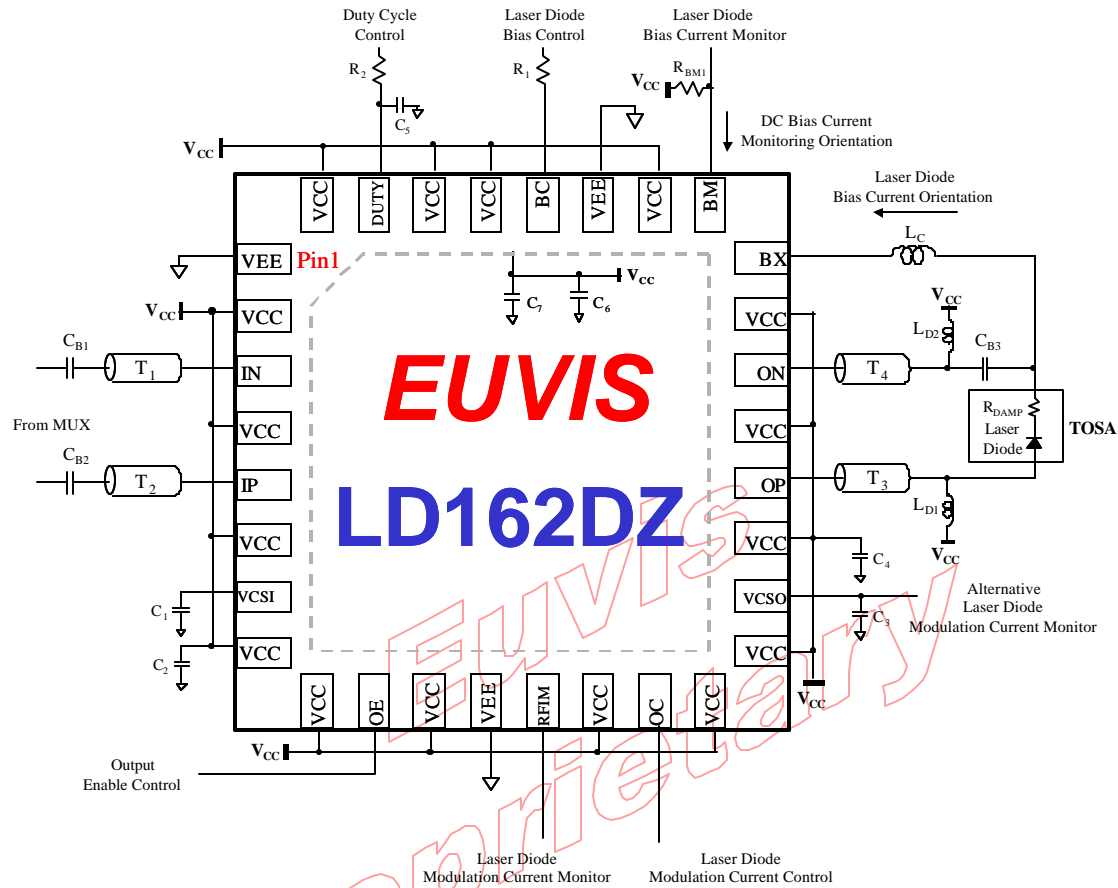 Duty Cycle
Control
Laser Diode
Bias Control
Laser Diode
Bias Current Monitor
R2
R1
RBM1
VCC
C5
DC Bias Current
Monitoring Orientation
VCC
VCC
DUTY
VCC
VCC
BC
VEE
VCC
BM
Laser Diode
Bias Current Orientation
LC
VEE
Pin1
BX
VCC
C7
C6
VCC
VCC
VCC
VCC
LD2
CB3
CB1
T1
IN
ON
T4
RDAMP
Laser
Diode
TOSA
EUVIS
From MUX
VCC
VCC
CB2
T2
IP
OP
T3
LD1
VCC
LD162DZ
VCC
VCC
C4
C1
VCSI
VCSO
C3
Alternative
Laser Diode
Modulation Current Monitor
C2
VCC
VCC
VCC
VCC
OE
VCC
VEE
RFIM
VCC
OC
VCC
VCC
Output
Enable Control
Laser Diode
Modulation Current Monitor
Laser Diode
Modulation Current Control
Euvis
oprietary